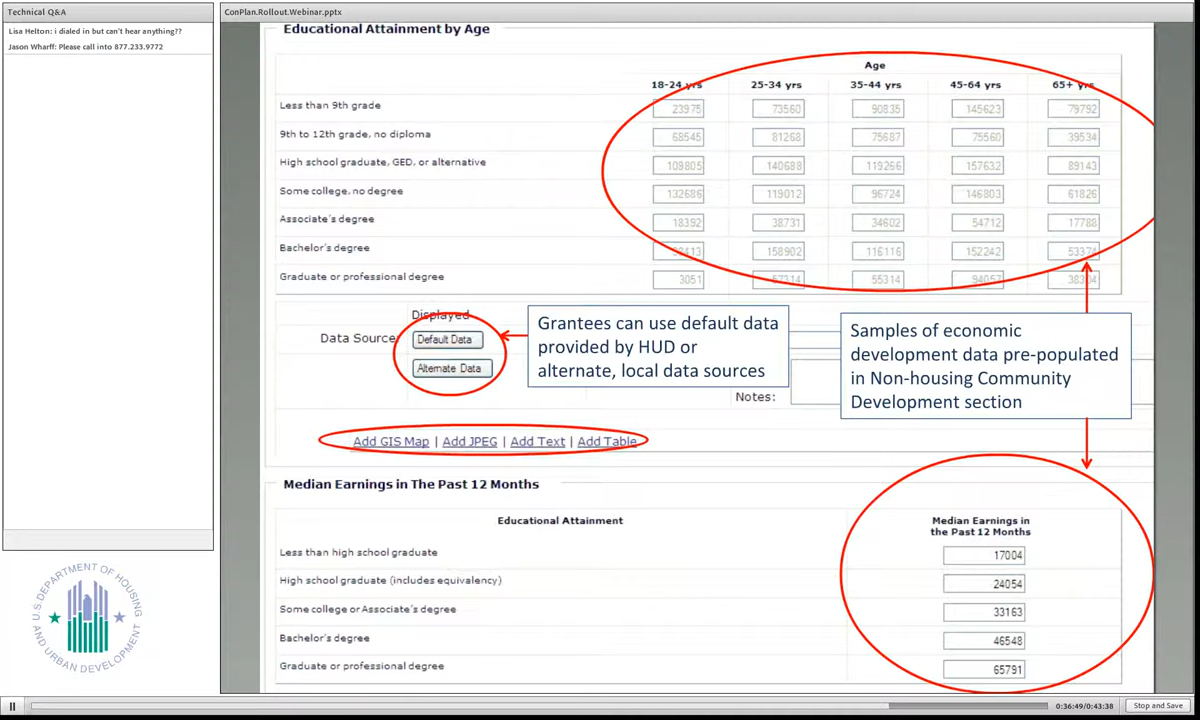 Technical Q&A
Lisa Helton: i dialed in but can't hear anything??
Jason Wharff: Please call into 877.233.9772
U.S. DEPARTMENT OF HOUSING
AND URBAN DEVELOPMENT
ConPlan.Rollout.Webinar.pptx
Educational Attainment by Age
Age
18-24 yrs 25-34 yrs 35-44 yrs 45-64 yrs 65+ yrs
Less than 9th grade 23975 73560 90835 145623 79792
9th to 12th grade, no diploma 68545 81268 75687 75560 39534
High school graduate, GED, or alternative 109805 140688 119266 157632 89143
Some college, no degree 132686 119012 96724 146803 61826
Associate's degree 18392 38731 34602 54712 17788
Bachelor's degree 158902 116116 152242 53374
Graduate or professional degree 3051 57314 55314 94057
Displayed
Data Source:
Default Data
Alternate Data
Grantees can use default data
provided by HUD or
alternate, local data sources
Notes:
Samples of economic
development data pre-populated
in Non-housing Community
Development section
Add GIS Map | Add JPEG | Add Text | Add Table
Median Earnings in The Past 12 Months
Educational Attainment
Median Earnings in
the Past 12 Months
Less than high school graduate 17004
High school graduate (includes equivalency) 24054
Some college or Associate's degree 33163
Bachelor's degree 46548
Graduate or professional degree 65791
0:36:49/0:43:38
Stop and Save